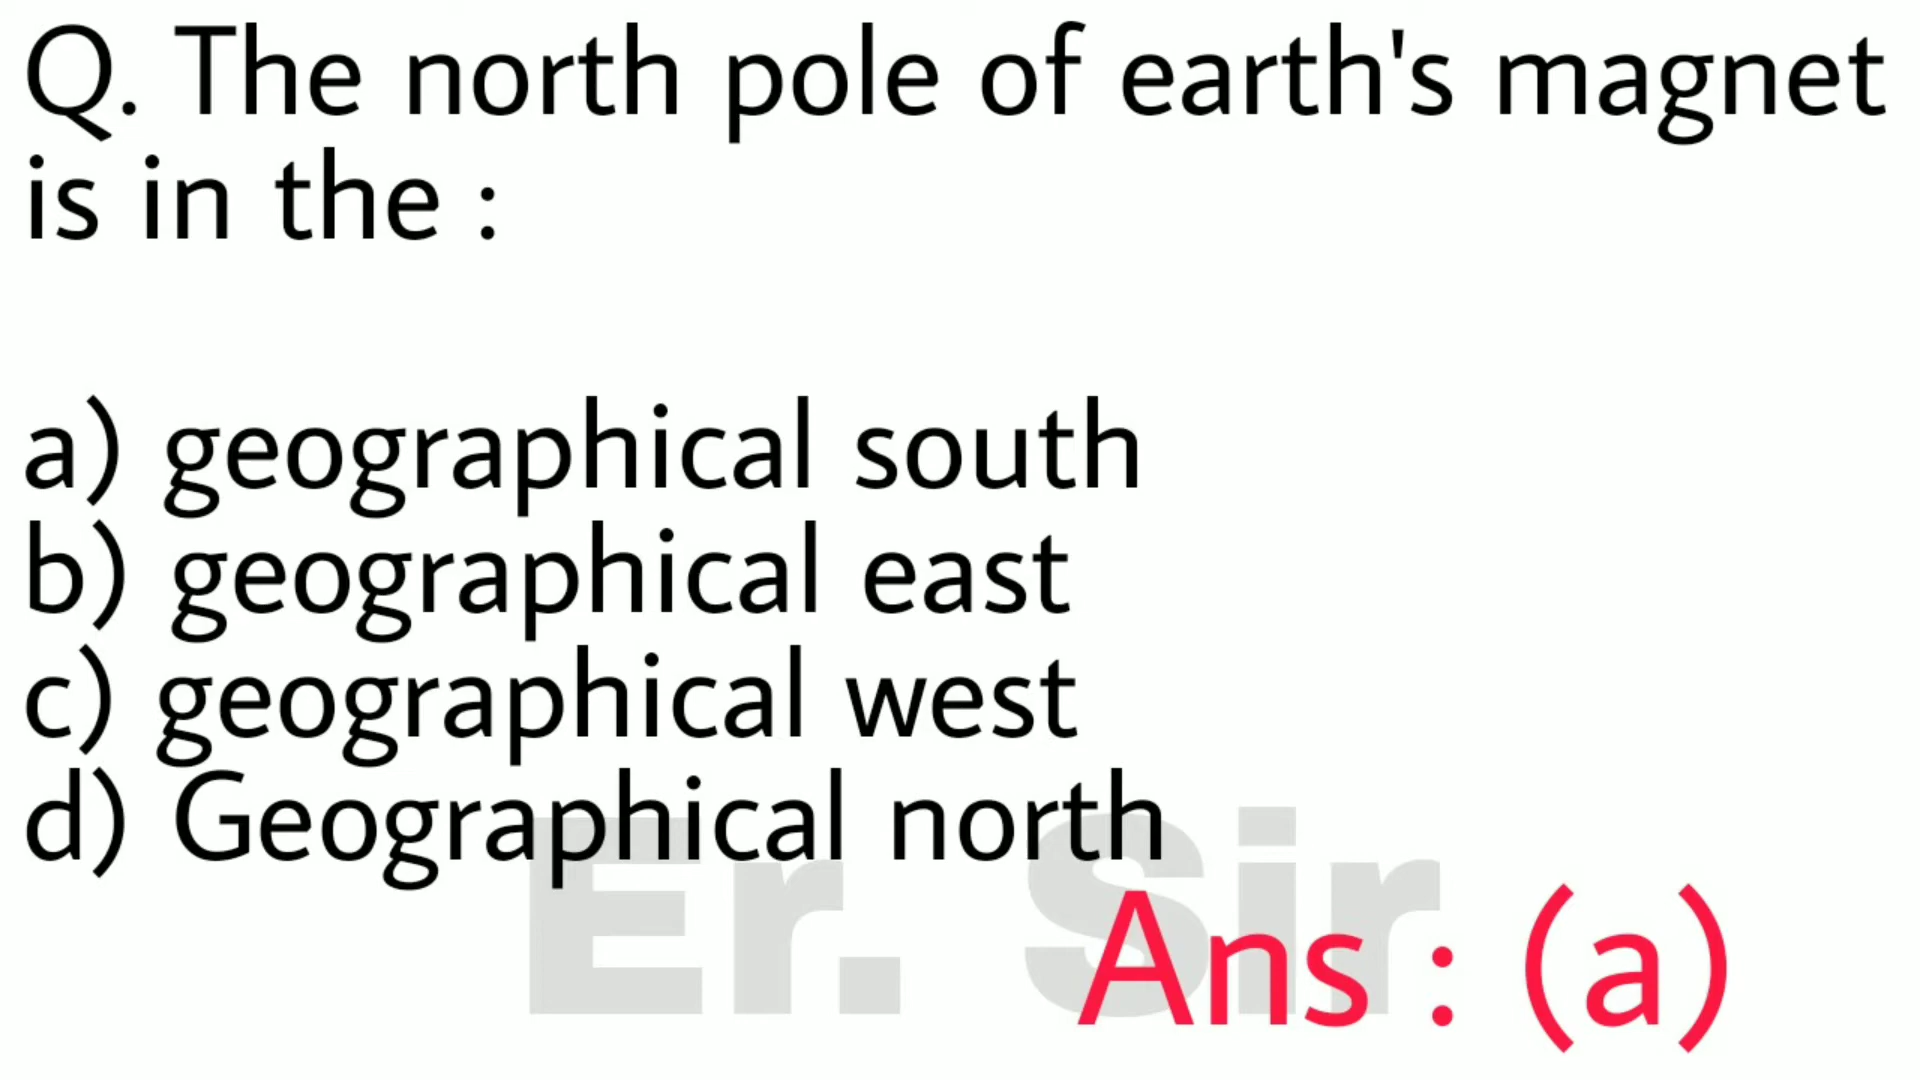 Q. The north pole of earth's magnet
is in the :
a) geographical south
b) geographical east
c) geographical west
d) Geographical north
Er. Sir
Ans : (a)